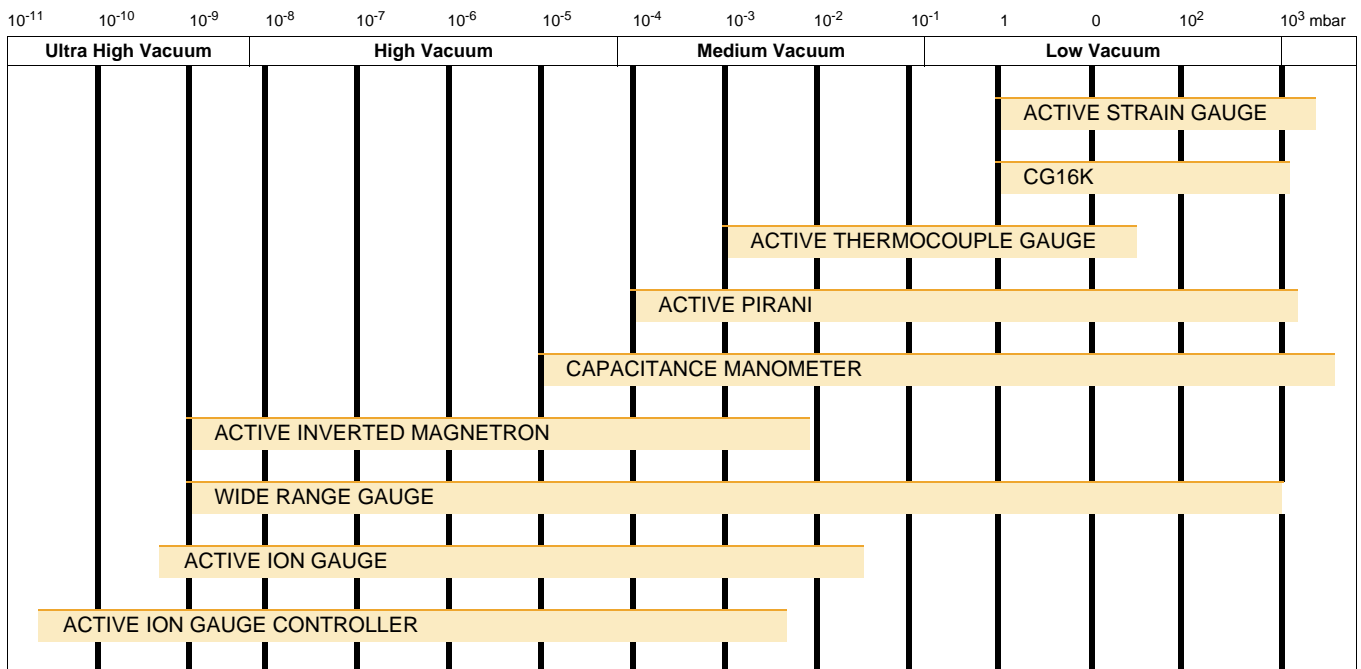 10-11 10-10 10-9 10-8 10-7 10-6 10-5 10-4 10-3 10-2 10-1 1 0 102 103 mbar
Ultra High Vacuum High Vacuum Medium Vacuum Low Vacuum
ACTIVE STRAIN GAUGE
CG16K
ACTIVE THERMOCOUPLE GAUGE
ACTIVE PIRANI
CAPACITANCE MANOMETER
ACTIVE INVERTED MAGNETRON
WIDE RANGE GAUGE
ACTIVE ION GAUGE
ACTIVE ION GAUGE CONTROLLER